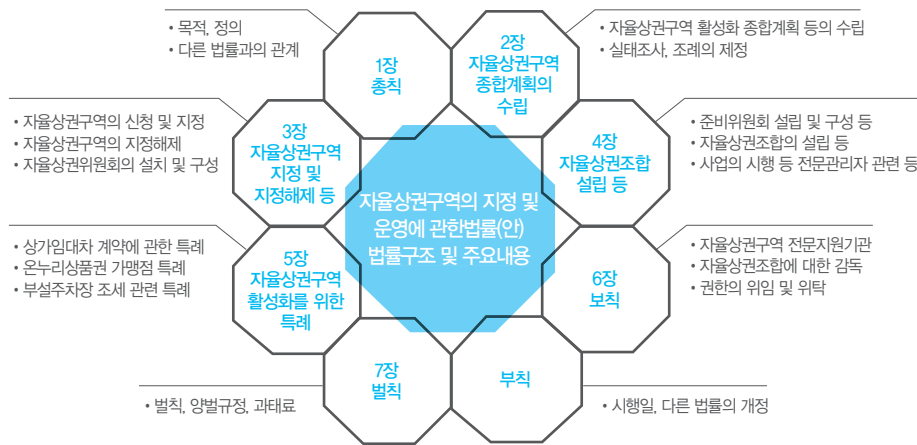 • 목적, 정의
• 다른 법률과의 관계
1장
총칙
2장
자율상권구역
종합계획의
수립
• 자율상권구역 활성화 종합계획 등의 수립
• 실태조사, 조례의 제정
• 자율상권구역의 신청 및 지정
• 자율상권구역의 지정해제
• 자율상권위원회의 설치 및 구성
3장
자율상권구역
지정 및
지정해제 등
4장
자율상권조합
설립 등
• 준비위원회 설립 및 구성 등
• 자율상권조합의 설립 등
• 사업의 시행 등 전문관리자 관련 등
자율상권구역의 지정 및
운영에 관한법률(안)
법률구조 및 주요내용
• 상가임대차 계약에 관한 특례
• 온누리상품권 가맹점 특례
• 부설주차장 조세 관련 특례
5장
자율상권구역
활성화를 위한
특례
6장
보칙
• 자율상권구역 전문지원기관
• 자율상권조합에 대한 감독
• 권한의 위임 및 위탁
7장
벌칙
• 벌칙, 양벌규정, 과태료
부칙
• 시행일, 다른 법률의 개정